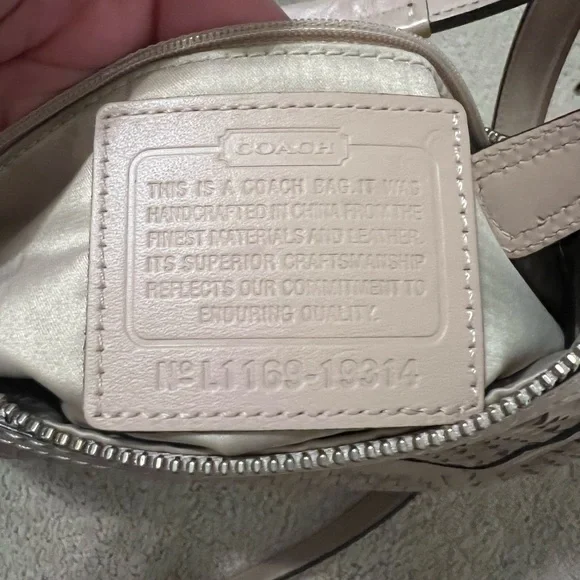 COACH
THIS IS A COACH BAG. IT WAS
HANDCRAFTED IN CHINA FROM THE
FINEST MATERIALS AND LEATHER.
ITS SUPERIOR CRAFTSMANSHIP
REFLECTS OUR COMMITMENT TO
ENDURING QUALITY.
Nº L1169-19314